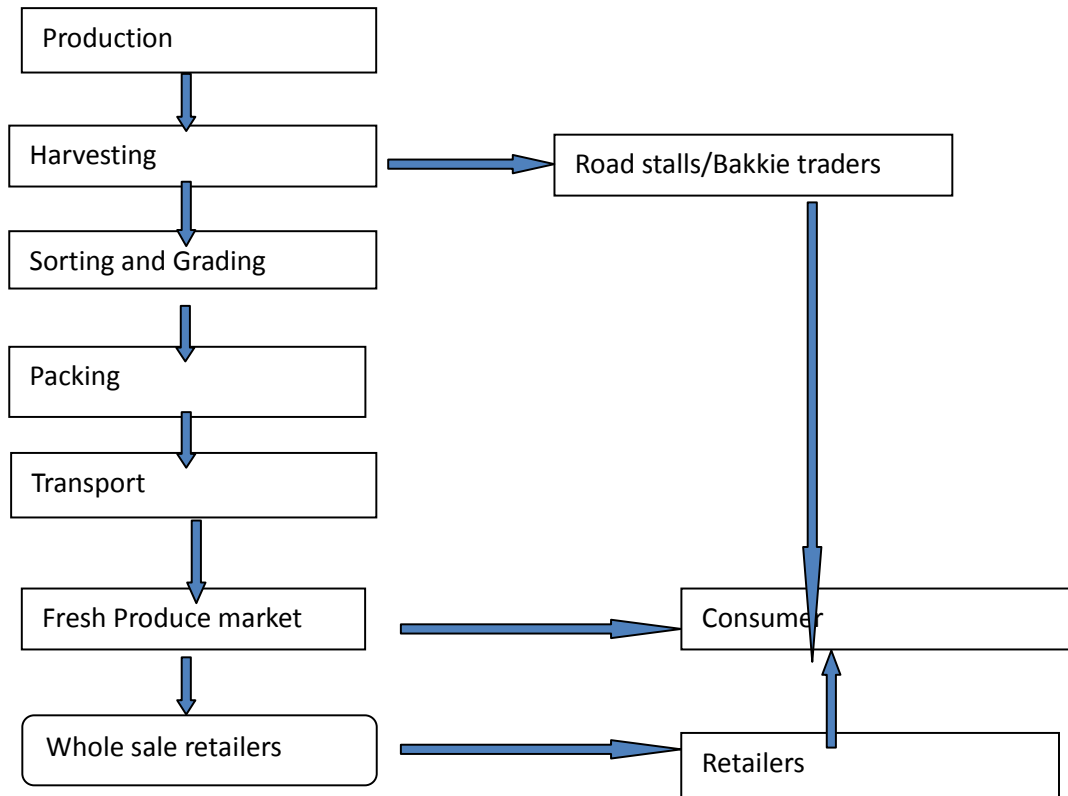 Production
Harvesting
Road stalls/Bakkie traders
Sorting and Grading
Packing
Transport
Fresh Produce market
Consumer
Whole sale retailers
Retailers